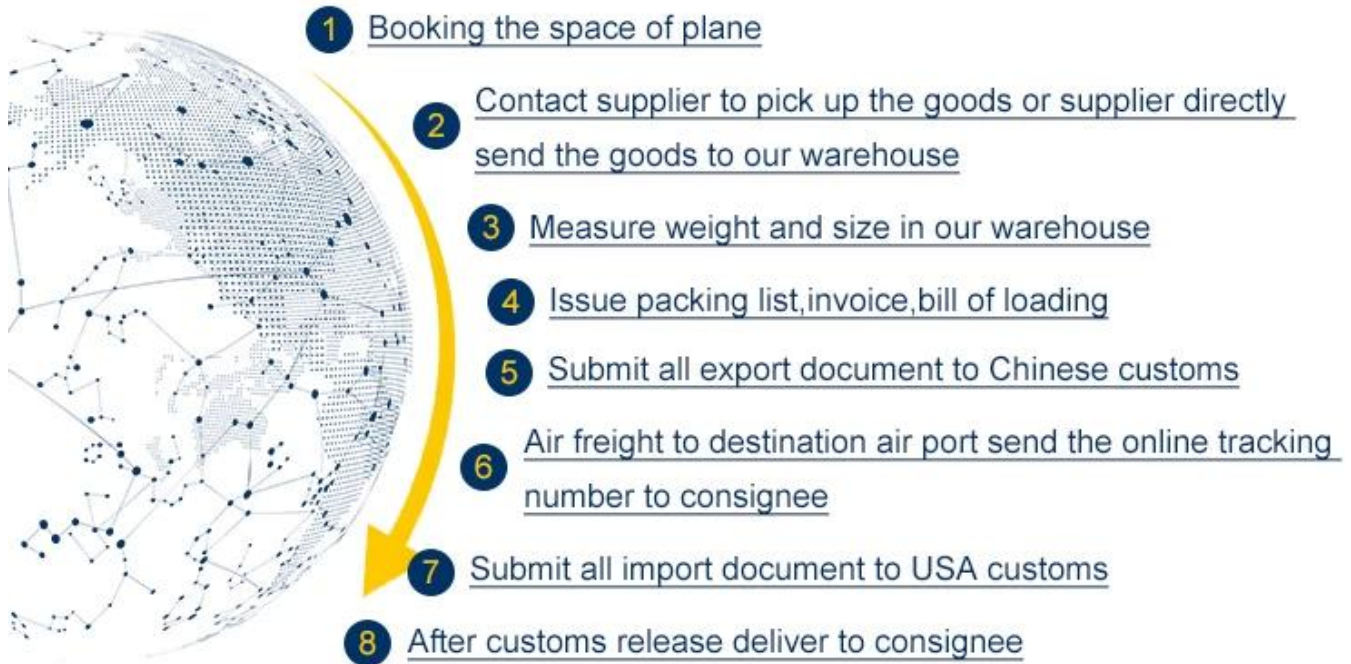 1 Booking the space of plane
2 Contact supplier to pick up the goods or supplier directly
send the goods to our warehouse
3 Measure weight and size in our warehouse
4 Issue packing list,invoice,bill of loading
5 Submit all export document to Chinese customs
6 Air freight to destination air port send the online tracking
number to consignee
7 Submit all import document to USA customs
8 After customs release deliver to consignee